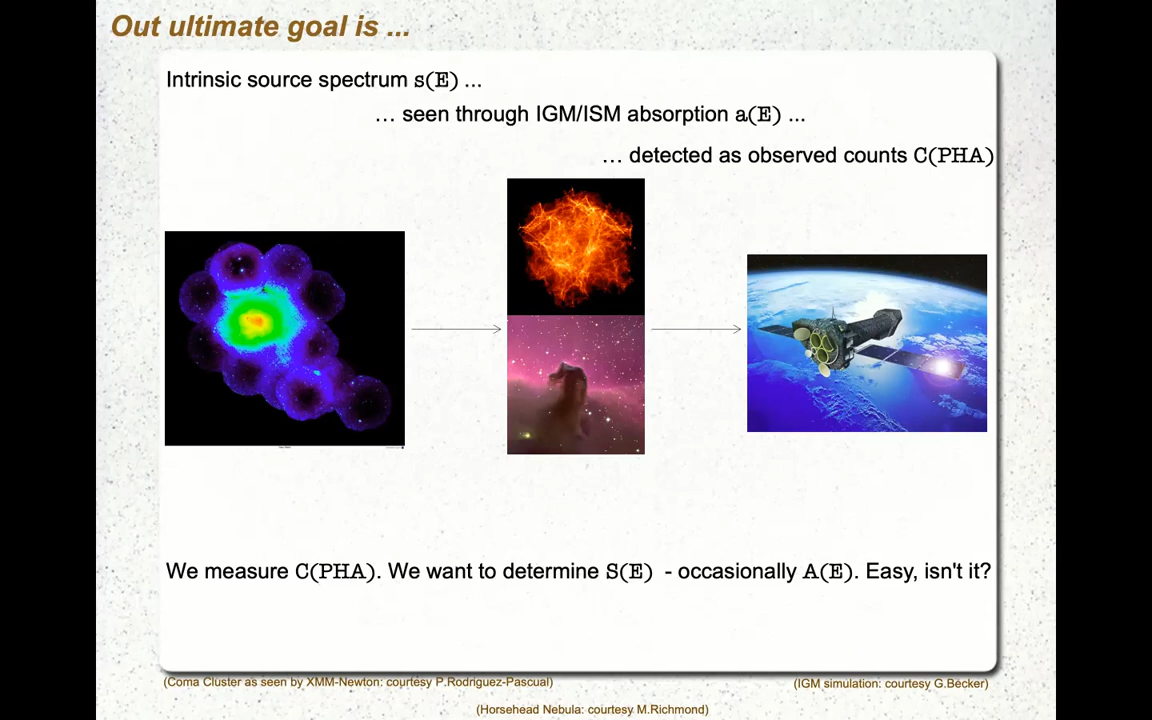 Out ultimate goal is ...
Intrinsic source spectrum s(E) ...
... seen through IGM/ISM absorption a(E) ...
... detected as observed counts C(PHA)
We measure C(PHA). We want to determine S(E) - occasionally A(E). Easy, isn't it?
(Coma Cluster as seen by XMM-Newton: courtesy P.Rodriguez-Pascual)
(IGM simulation: courtesy G.Becker)
(Horsehead Nebula: courtesy M.Richmond)